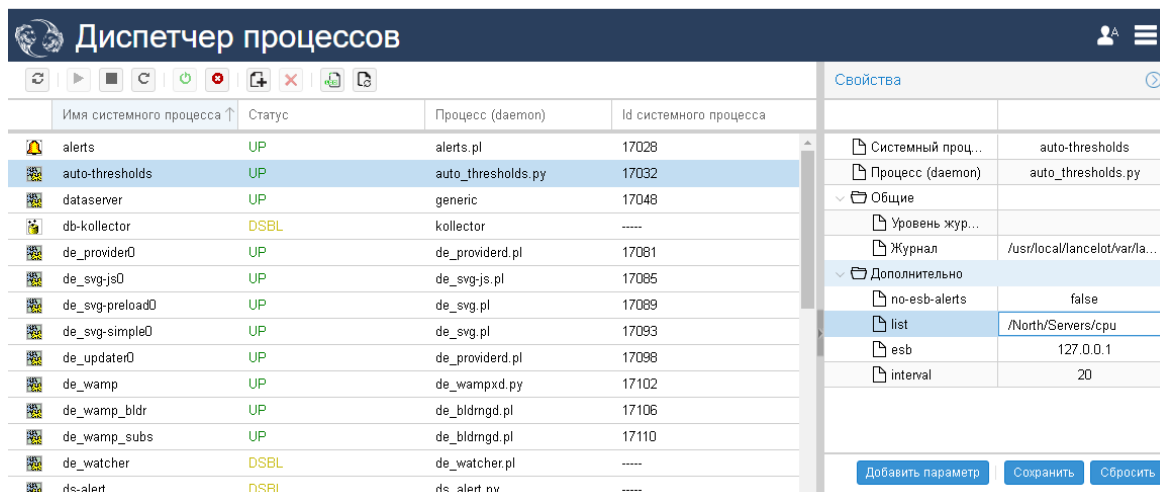 Диспетчер процессов
Свойства
Имя системного процесса Статус Процесс (daemon) Id системного процесса
alerts UP alerts.pl 17028
auto-thresholds UP auto_thresholds.py 17032
dataserver UP generic 17048
db-kollector DSBL kollector -----
de_provider0 UP de_providerd.pl 17081
de_svg-js0 UP de_svg-js.pl 17085
de_svg-preload0 UP de_svg.pl 17089
de_svg-simple0 UP de_svg.pl 17093
de_updater0 UP de_providerd.pl 17098
de_wamp UP de_wampxd.py 17102
de_wamp_bldr UP de_bldrngd.pl 17106
de_wamp_subs UP de_bldrngd.pl 17110
de_watcher DSBL de_watcher.pl -----
ds-alert DSBL ds_alert.py -----
Системный проц... auto-thresholds
Процесс (daemon) auto_thresholds.py
Общие
Уровень жур...
Журнал /usr/local/lancelot/var/la...
Дополнительно
no-esb-alerts false
list /North/Servers/cpu
esb 127.0.0.1
interval 20
Добавить параметр Сохранить Сбросить